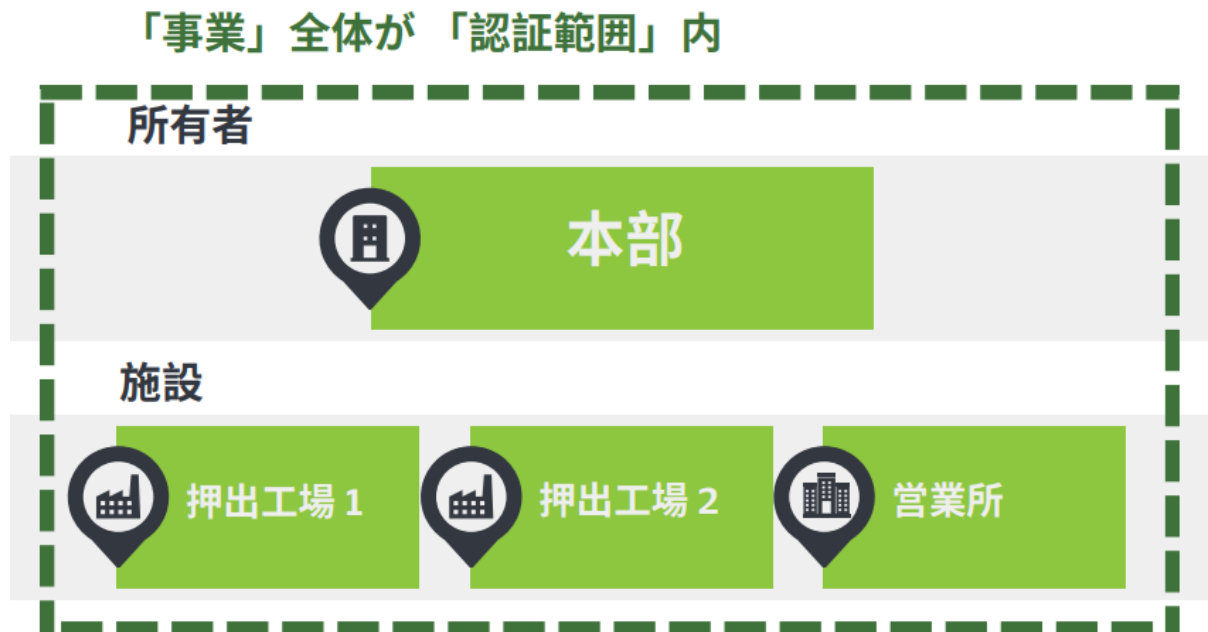 「事業」全体が 「認証範囲」内
所有者
本部
施設
押出工場 1
押出工場 2
営業所